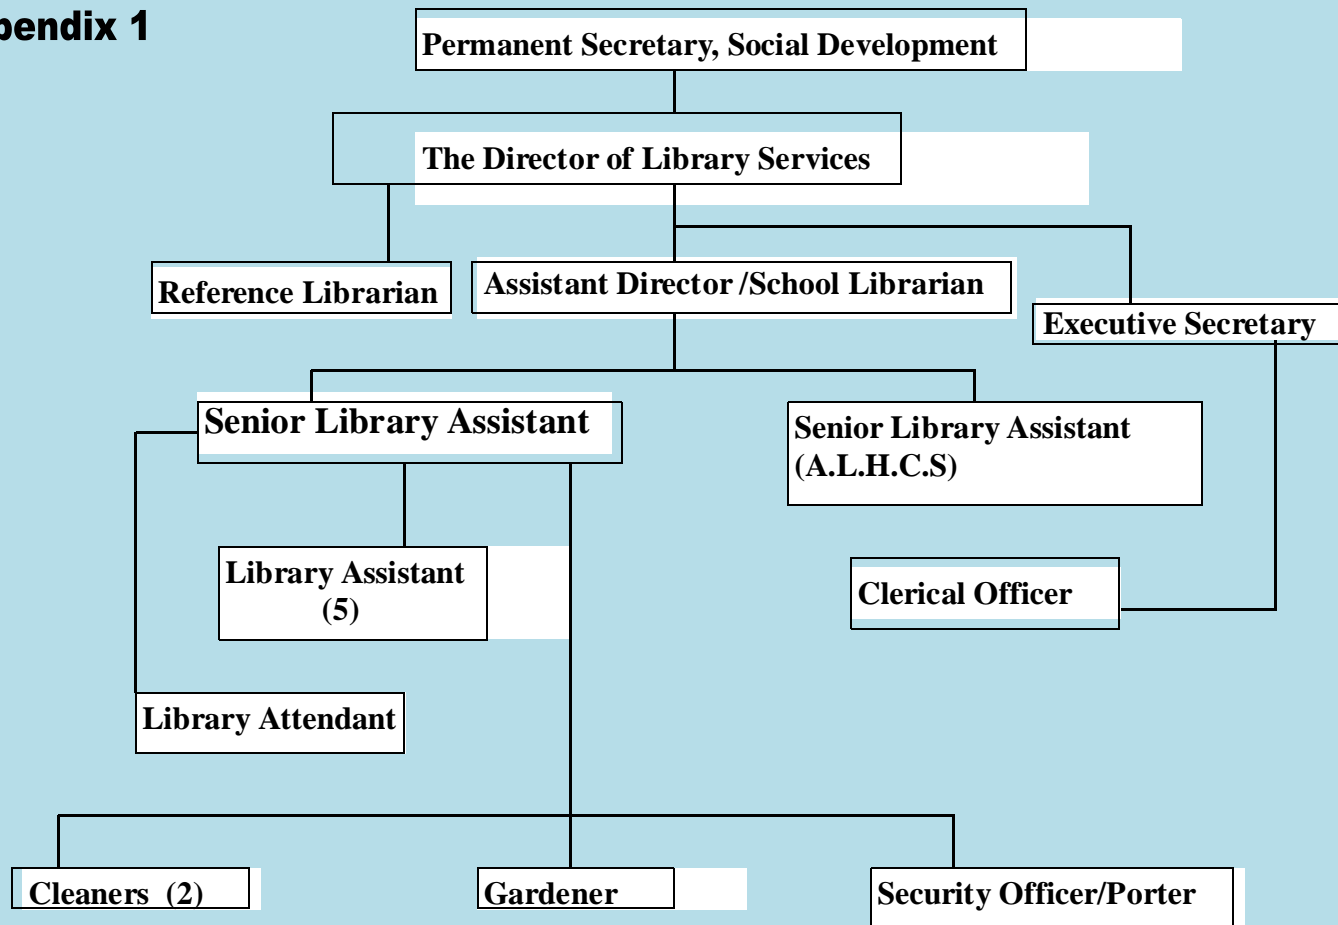 pendix 1
Permanent Secretary, Social Development
The Director of Library Services
Reference Librarian
Assistant Director /School Librarian
Executive Secretary
Senior Library Assistant
Senior Library Assistant
(A.L.H.C.S)
Library Assistant
(5)
Clerical Officer
Library Attendant
Cleaners (2)
Gardener
Security Officer/Porter